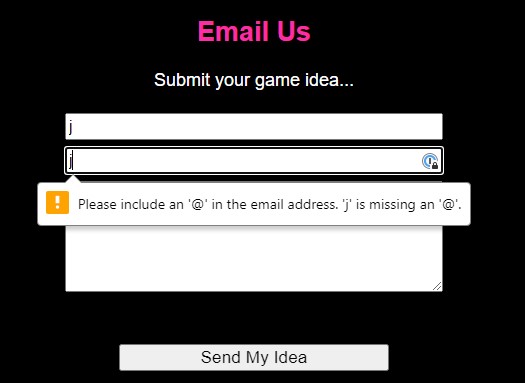 Email Us
Submit your game idea...
j
j
Please include an '@' in the email address. 'j' is missing an '@'.
Send My Idea